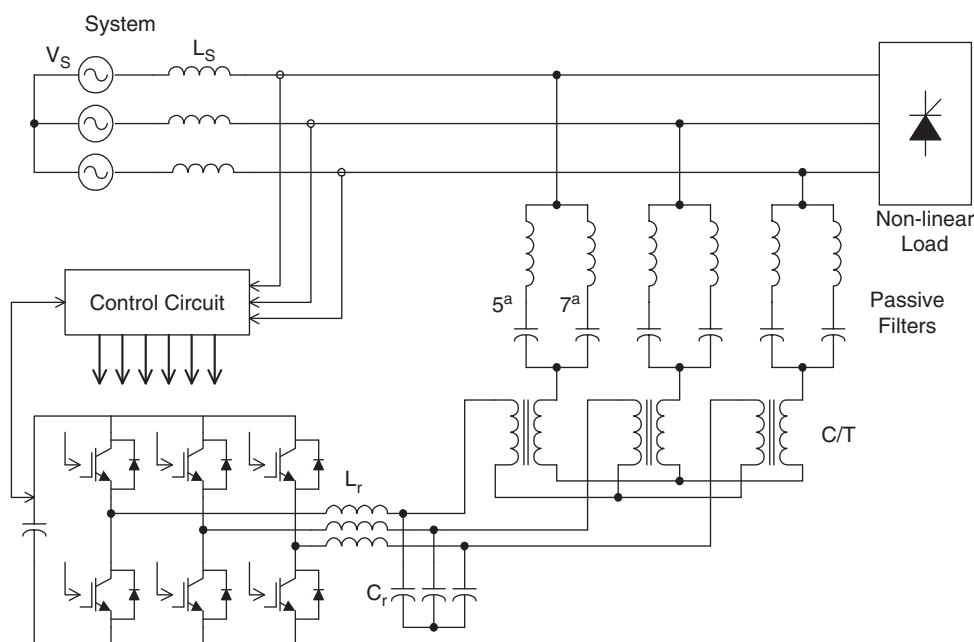 System
V_S
L_S
Non-linear
Load
Control Circuit
5^a
7^a
Passive
Filters
C/T
L_r
C_r